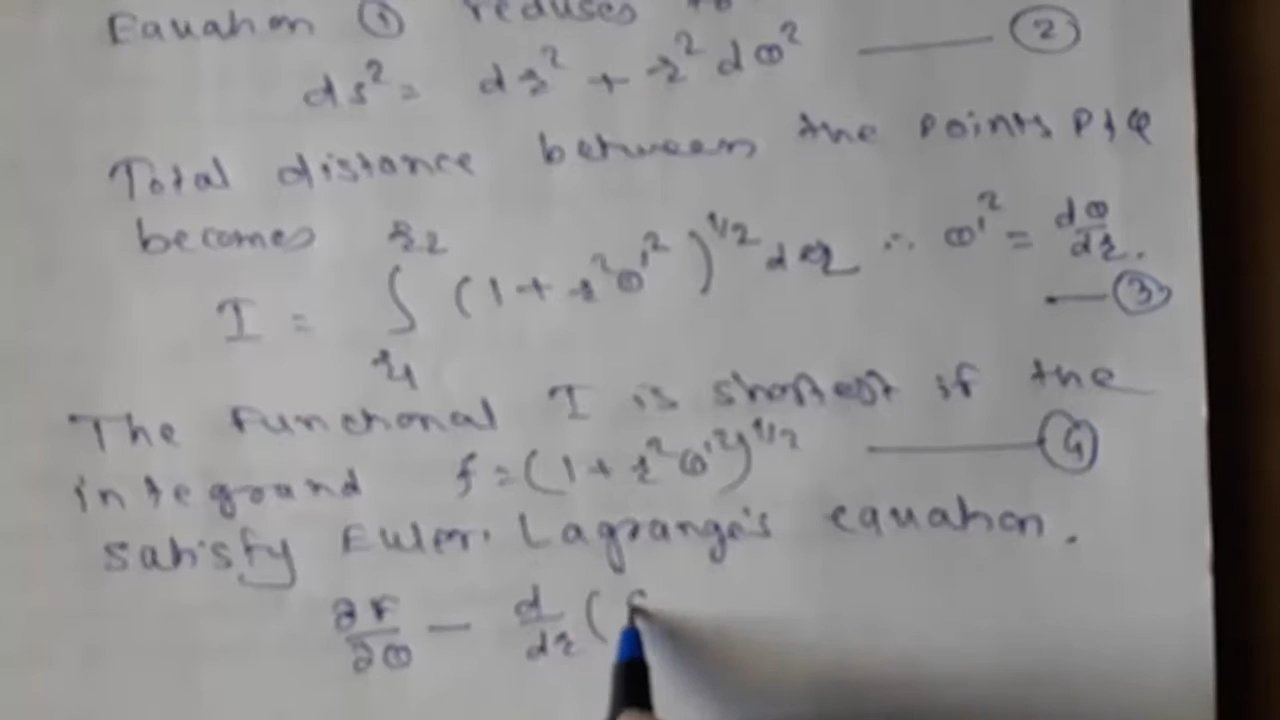 Equation ① reduses to
ds² = dr² + r² dθ² —— ②
Total distance between the points P & Q
becomes
I = ∫_{r₁}^{r₂} (1 + r²θ'²)^{1/2} dr ∴ θ'² = dθ/dr. —③
The functional I is shortest if the
integrand f = (1 + r²θ'²)^{1/2} —— ④
satisfy Euler. Lagrange's equation.
∂F/∂θ — d/dr (